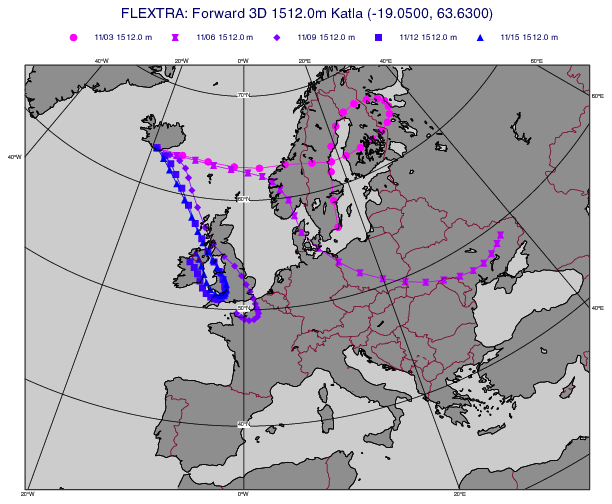 FLEXTRA: Forward 3D 1512.0m Katla (-19.0500, 63.6300)
11/03 1512.0 m 11/06 1512.0 m 11/09 1512.0 m 11/12 1512.0 m 11/15 1512.0 m
40°W 20°W 0°W 20°E 40°E 60°E
70°N
60°N
40°W
60°N
50°N
40°N
40°N
20°W 0°W 20°E